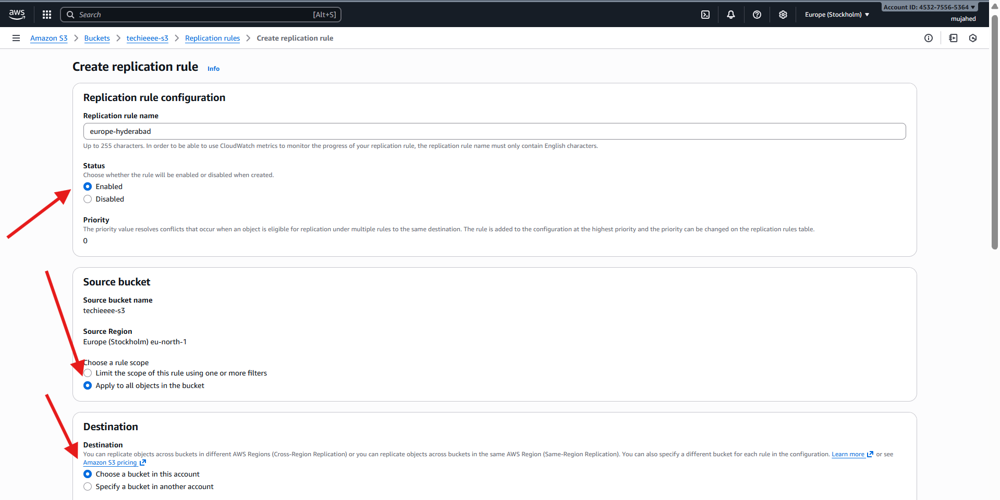 aws
Search [Alt+S]
Europe (Stockholm)
Account ID: 4532-7556-5364
mujahed
Amazon S3 > Buckets > techieeee-s3 > Replication rules > Create replication rule
Create replication rule Info
Replication rule configuration
Replication rule name
europe-hyderabad
Up to 255 characters. In order to be able to use CloudWatch metrics to monitor the progress of your replication rule, the replication rule name must only contain English characters.
Status
Choose whether the rule will be enabled or disabled when created.
Enabled
Disabled
Priority
The priority value resolves conflicts that occur when an object is eligible for replication under multiple rules to the same destination. The rule is added to the configuration at the highest priority and the priority can be changed on the replication rules table.
0
Source bucket
Source bucket name
techieeee-s3
Source Region
Europe (Stockholm) eu-north-1
Choose a rule scope
Limit the scope of this rule using one or more filters
Apply to all objects in the bucket
Destination
Destination
You can replicate objects across buckets in different AWS Regions (Cross-Region Replication) or you can replicate objects across buckets in the same AWS Region (Same-Region Replication). You can also specify a different bucket for each rule in the configuration. Learn more or see
Amazon S3 pricing
Choose a bucket in this account
Specify a bucket in another account